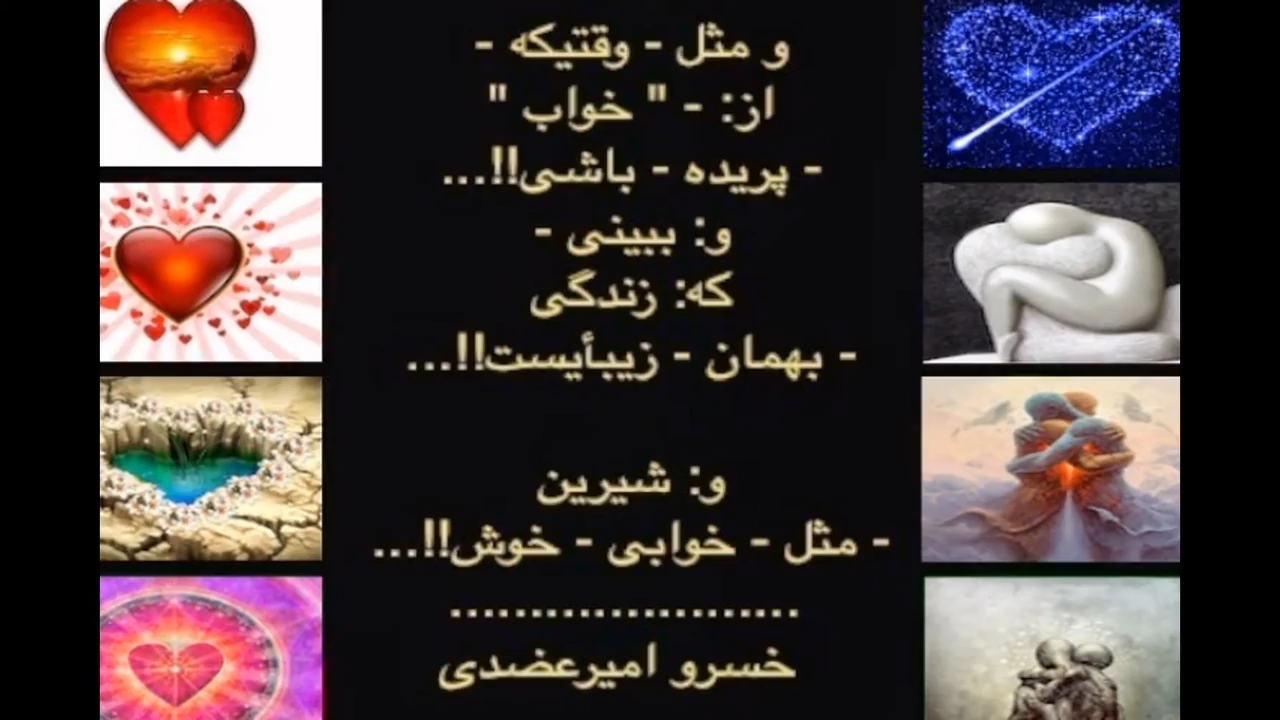 و مثل - وقتیکه -
از: - " خواب "
- پریده - باشی!!...
و: ببینی -
که: زندگی
- بهمان - زیبأیست!!...
و: شیرین
- مثل - خوابی - خوش!!...
......................
خسرو امیرعضدی